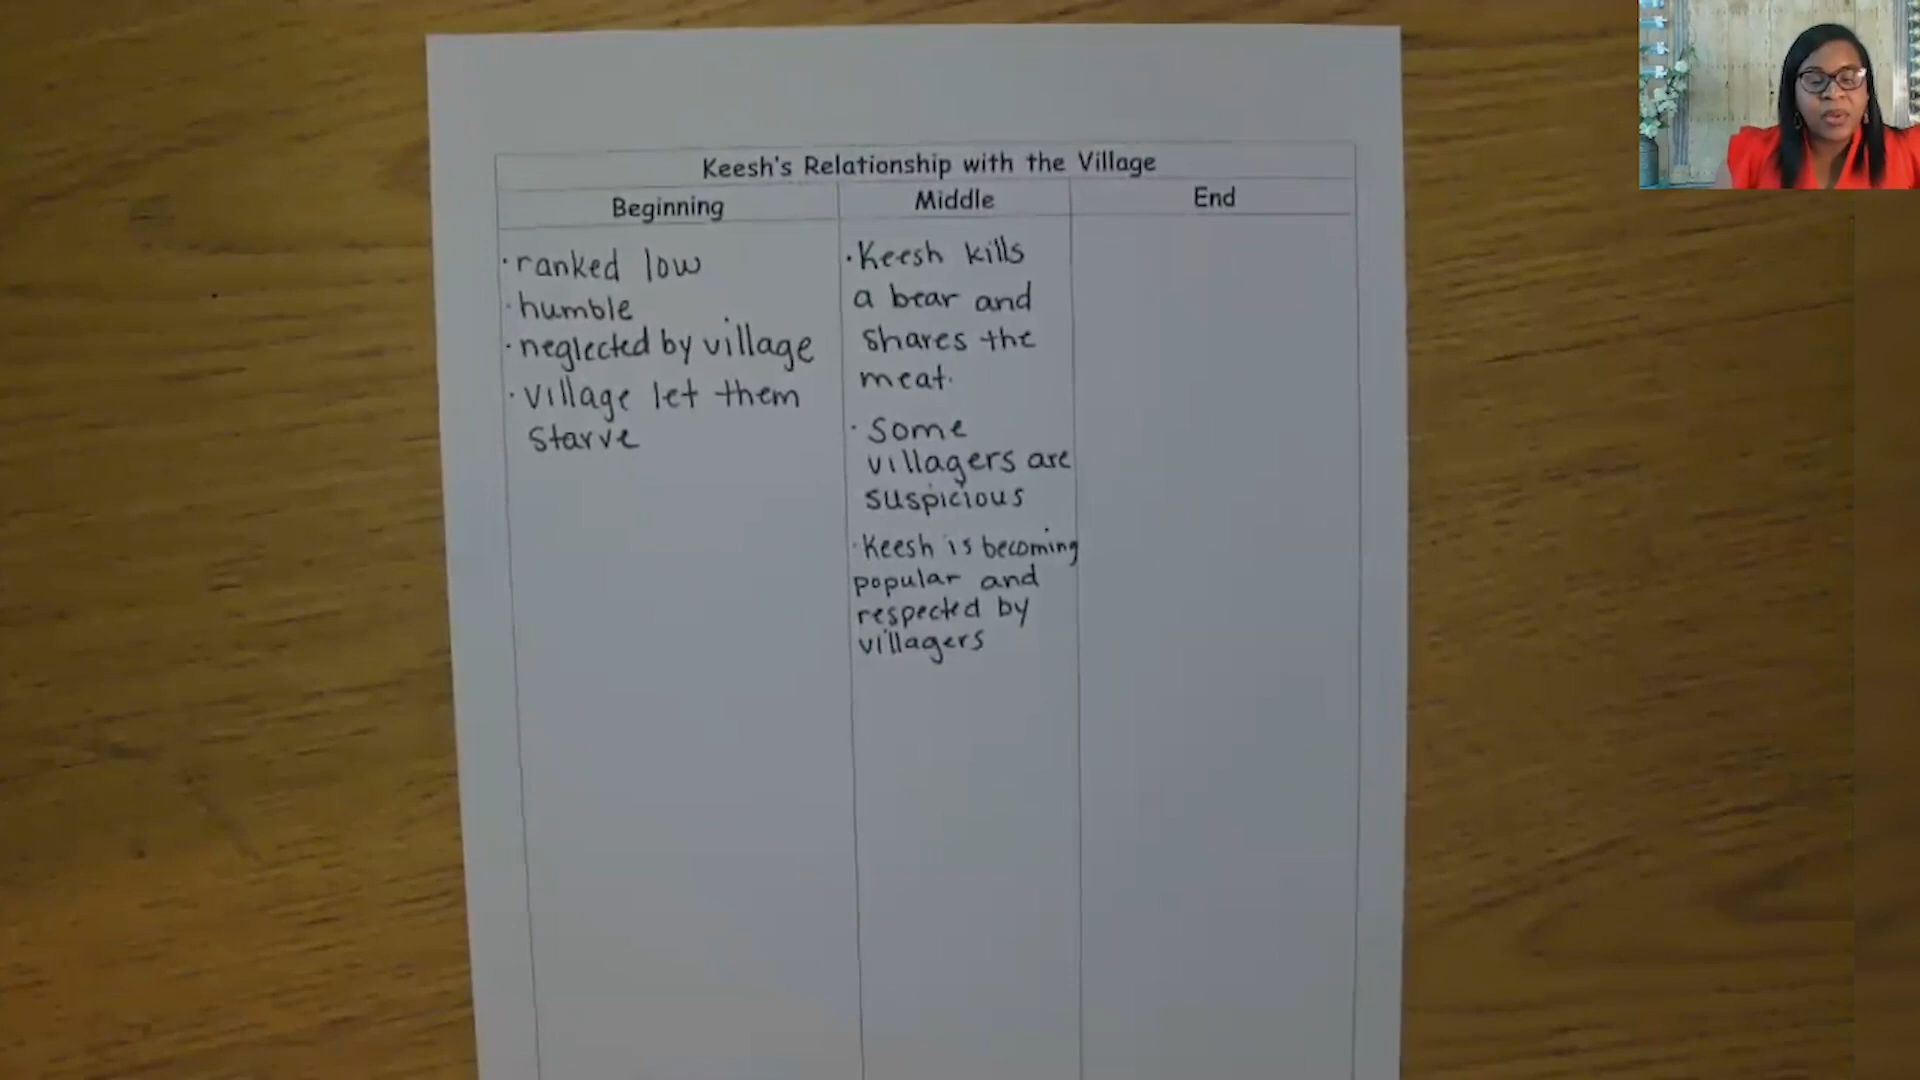 Keesh's Relationship with the Village
Beginning
Middle
End
· ranked low
· humble
· neglected by village
· village let them
starve
· Keesh kills
a bear and
shares the
meat.
· Some
villagers are
suspicious
· Keesh is becoming
popular and
respected by
villagers